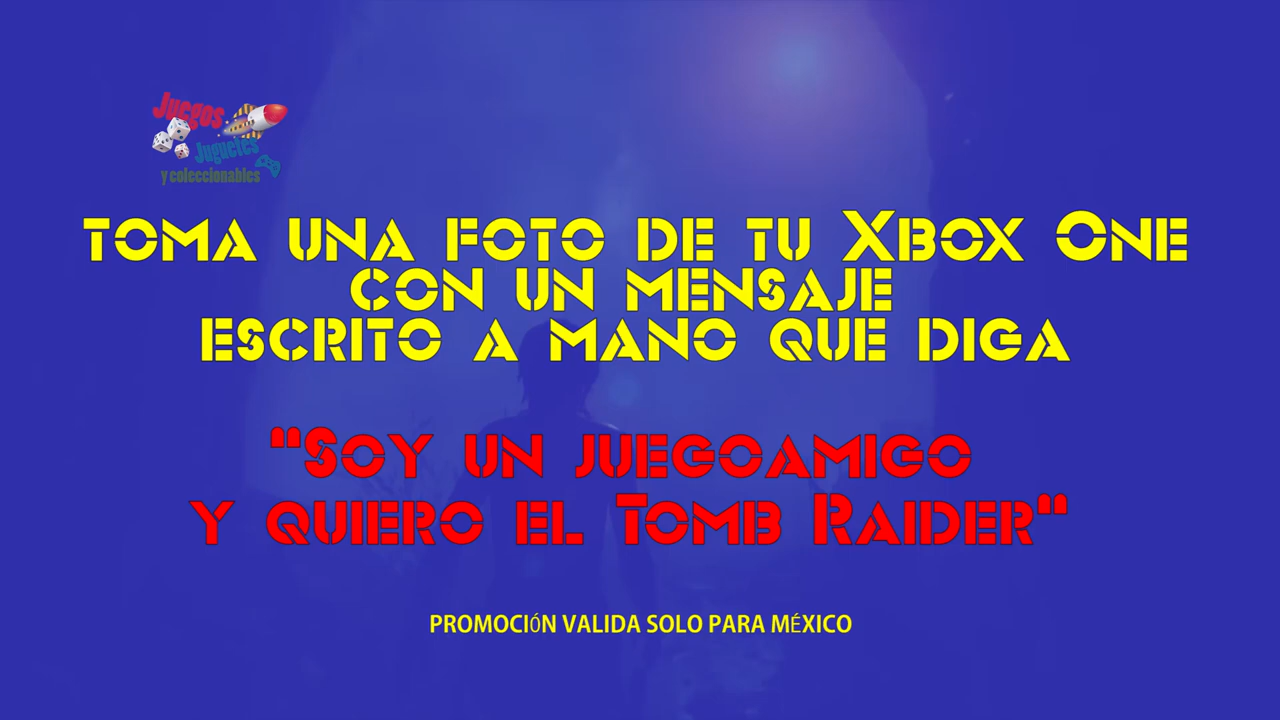 Juegos
Juguetes
y coleccionables
toma una foto de tu Xbox One
con un mensaje
escrito a mano que diga
"Soy un juegoamigo
y quiero el Tomb Raider"
PROMOCIÓN VALIDA SOLO PARA MÉXICO